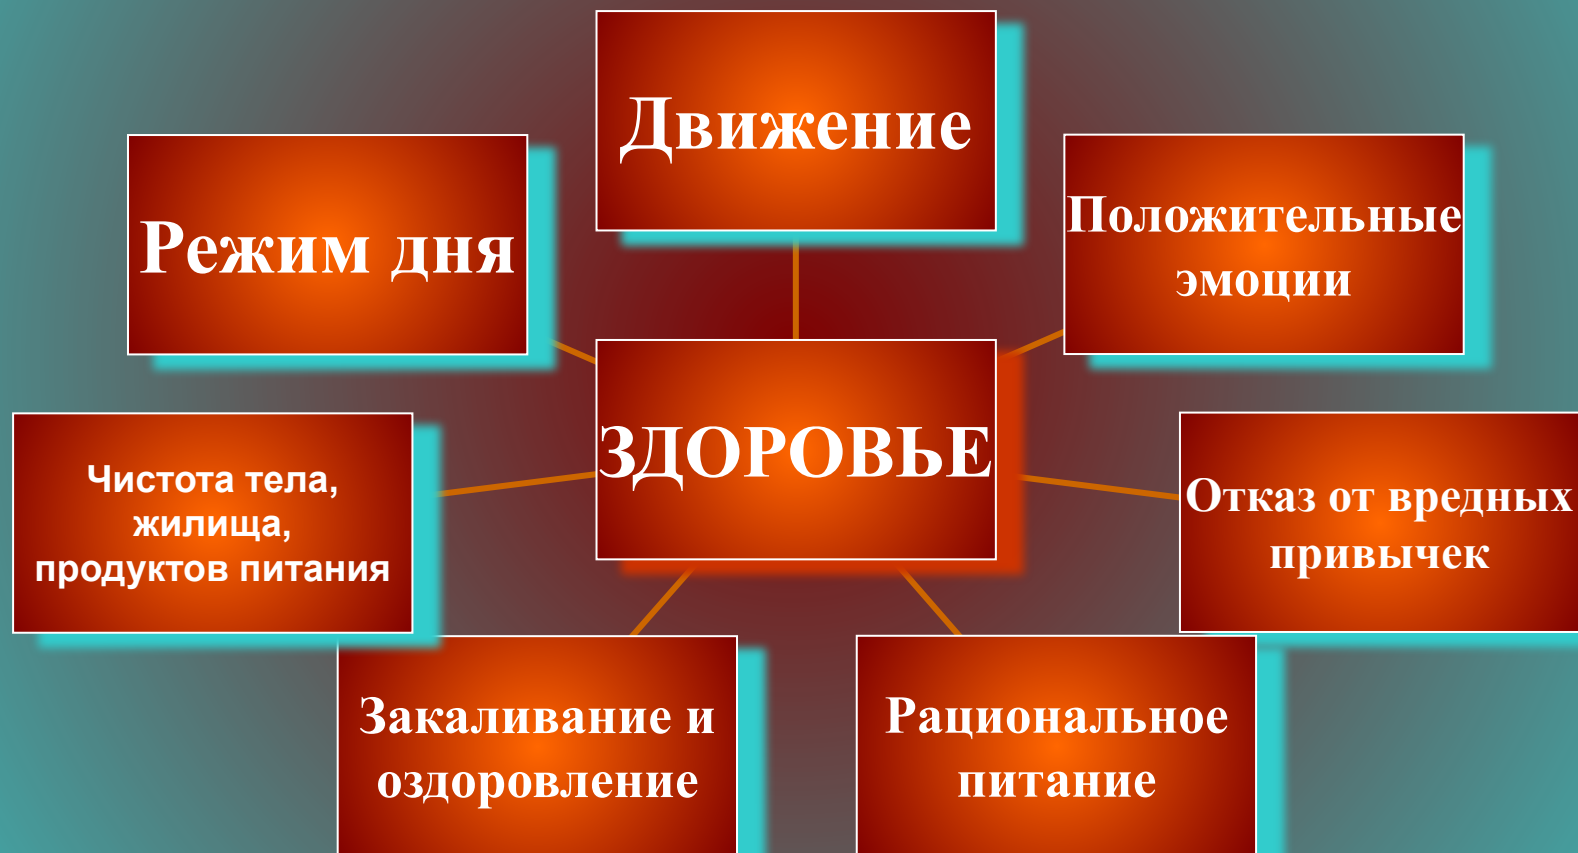 Движение
Режим дня
Положительные
эмоции
ЗДОРОВЬЕ
Чистота тела,
жилища,
продуктов питания
Отказ от вредных
привычек
Закаливание и
оздоровление
Рациональное
питание